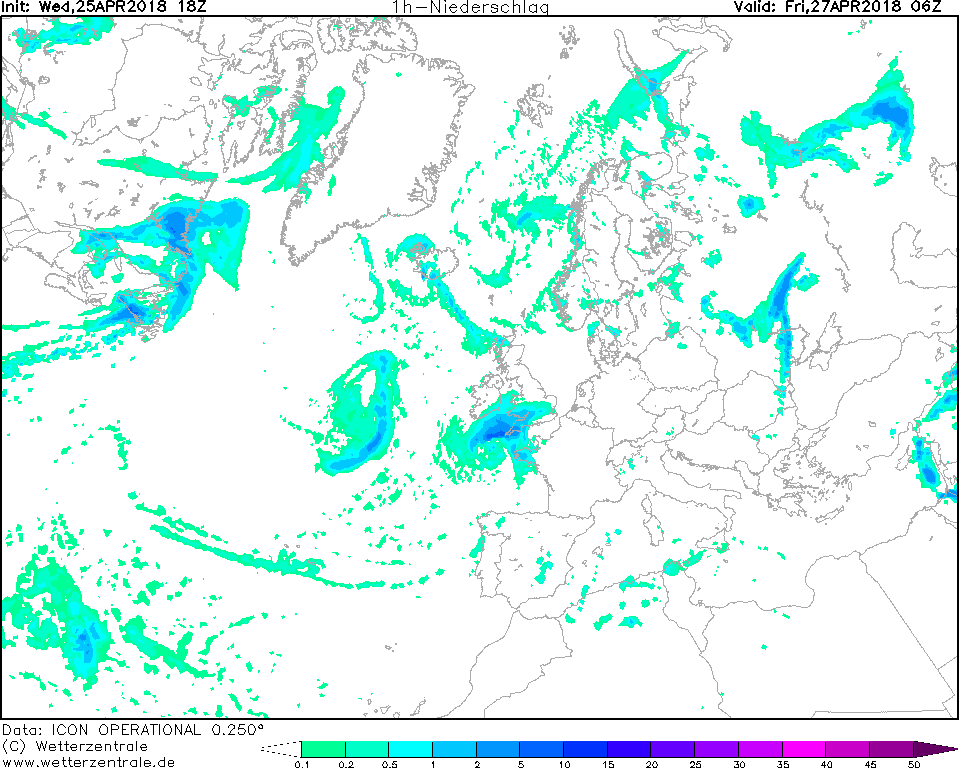 Init: Wed,25APR2018 18Z 1h-Niederschlag Valid: Fri,27APR2018 06Z
Data: ICON OPERATIONAL 0.250°
(C) Wetterzentrale
www.wetterzentrale.de
0.1 0.2 0.5 1 2 5 10 15 20 25 30 35 40 45 50